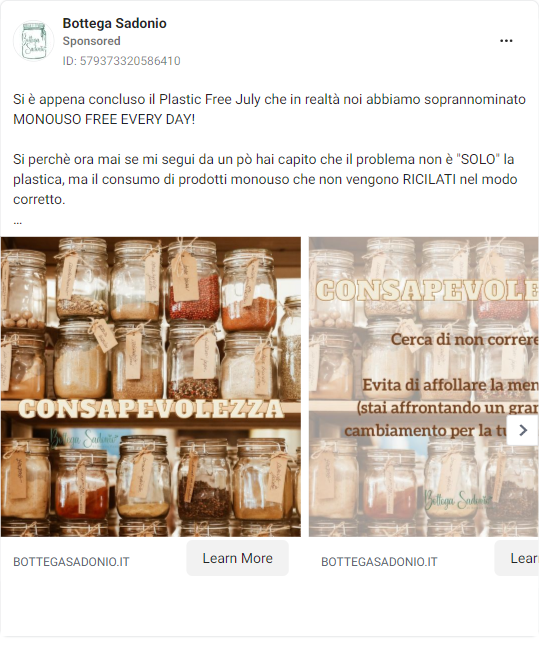 Bottega Sadonio
Sponsored
ID: 579373320586410
Si è appena concluso il Plastic Free July che in realtà noi abbiamo soprannominato
MONOUSO FREE EVERY DAY!
Si perchè ora mai se mi segui da un pò hai capito che il problema non è "SOLO" la
plastica, ma il consumo di prodotti monouso che non vengono RICILATI nel modo
corretto.
...
CONSAPEVOLEZZA
Bottega Sadonio
CONSAPEVOLE
Cerca di non correre
Evita di affollare la men
(stai affrontando un gran
cambiamento per la tu
Bottega Sadonio
BOTTEGASADONIO.IT
Learn More
BOTTEGASADONIO.IT
Lear